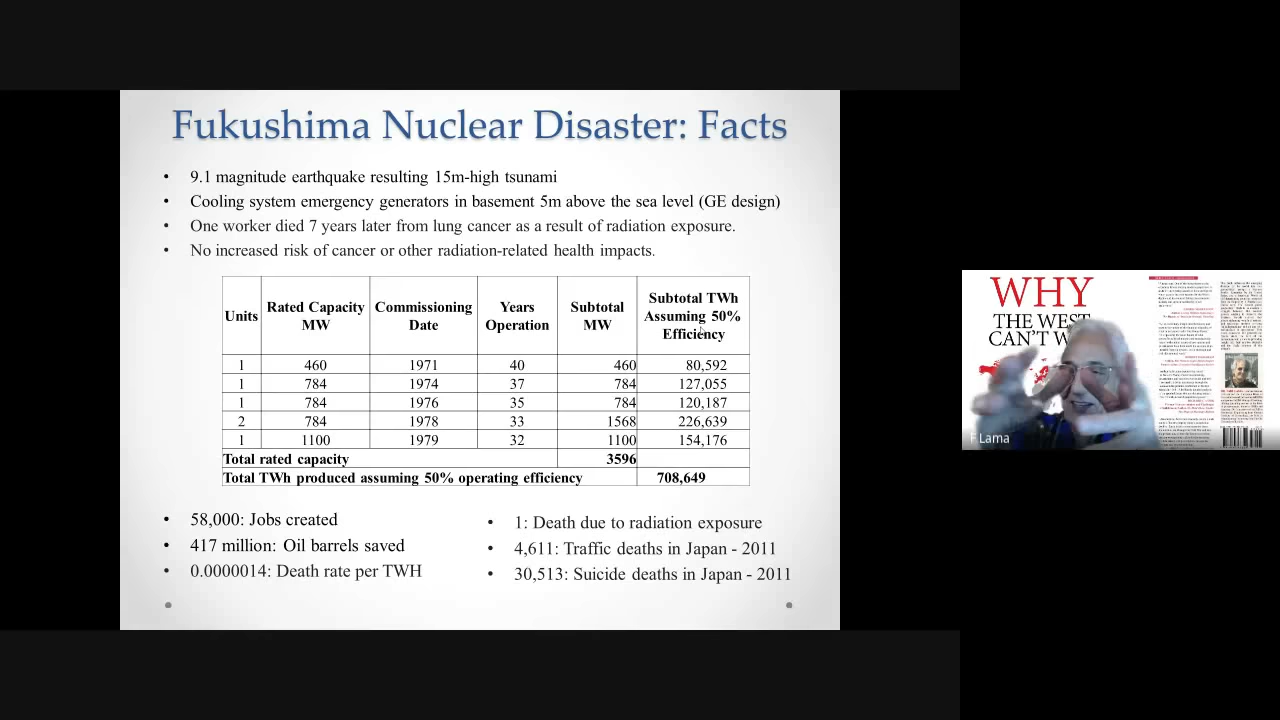 Fukushima Nuclear Disaster: Facts
• 9.1 magnitude earthquake resulting 15m-high tsunami
• Cooling system emergency generators in basement 5m above the sea level (GE design)
• One worker died 7 years later from lung cancer as a result of radiation exposure.
• No increased risk of cancer or other radiation-related health impacts.
Units Rated Capacity MW Commissioning Date Years Operation Subtotal MW Subtotal TWh Assuming 50% Efficiency
1 460 1971 40 460 80,592
1 784 1974 37 784 127,055
1 784 1976 35 784 120,187
2 784 1978 33 1568 226,639
1 1100 1979 32 1100 154,176
Total rated capacity 3596
Total TWh produced assuming 50% operating efficiency 708,649
• 58,000: Jobs created
• 417 million: Oil barrels saved
• 0.0000014: Death rate per TWH
• 1: Death due to radiation exposure
• 4,611: Traffic deaths in Japan - 2011
• 30,513: Suicide deaths in Japan - 2011
WHY
THE WEST
CAN'T W
F.Lama